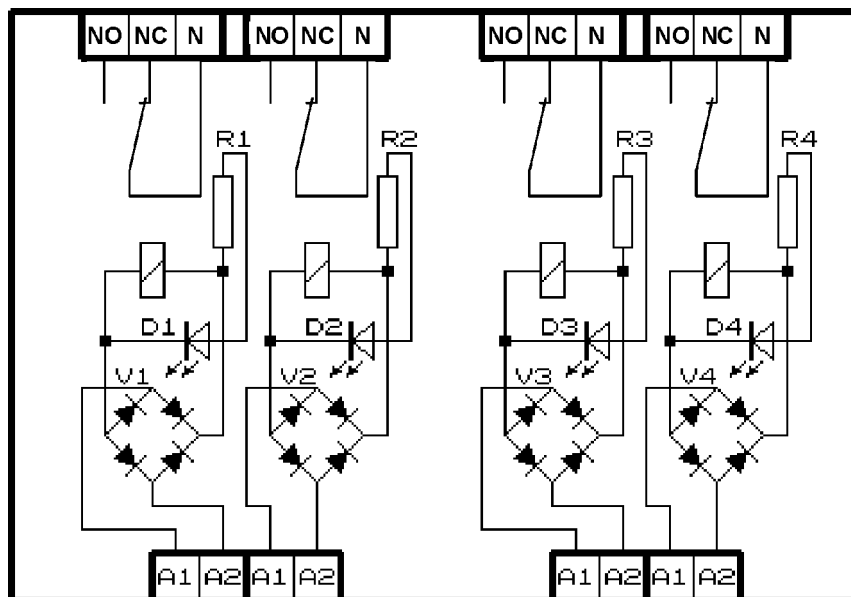 NO NC N NO NC N NO NC N NO NC N
R1 R2 R3 R4
D1 D2 D3 D4
V1 V2 V3 V4
A1 A2 A1 A2 A1 A2 A1 A2